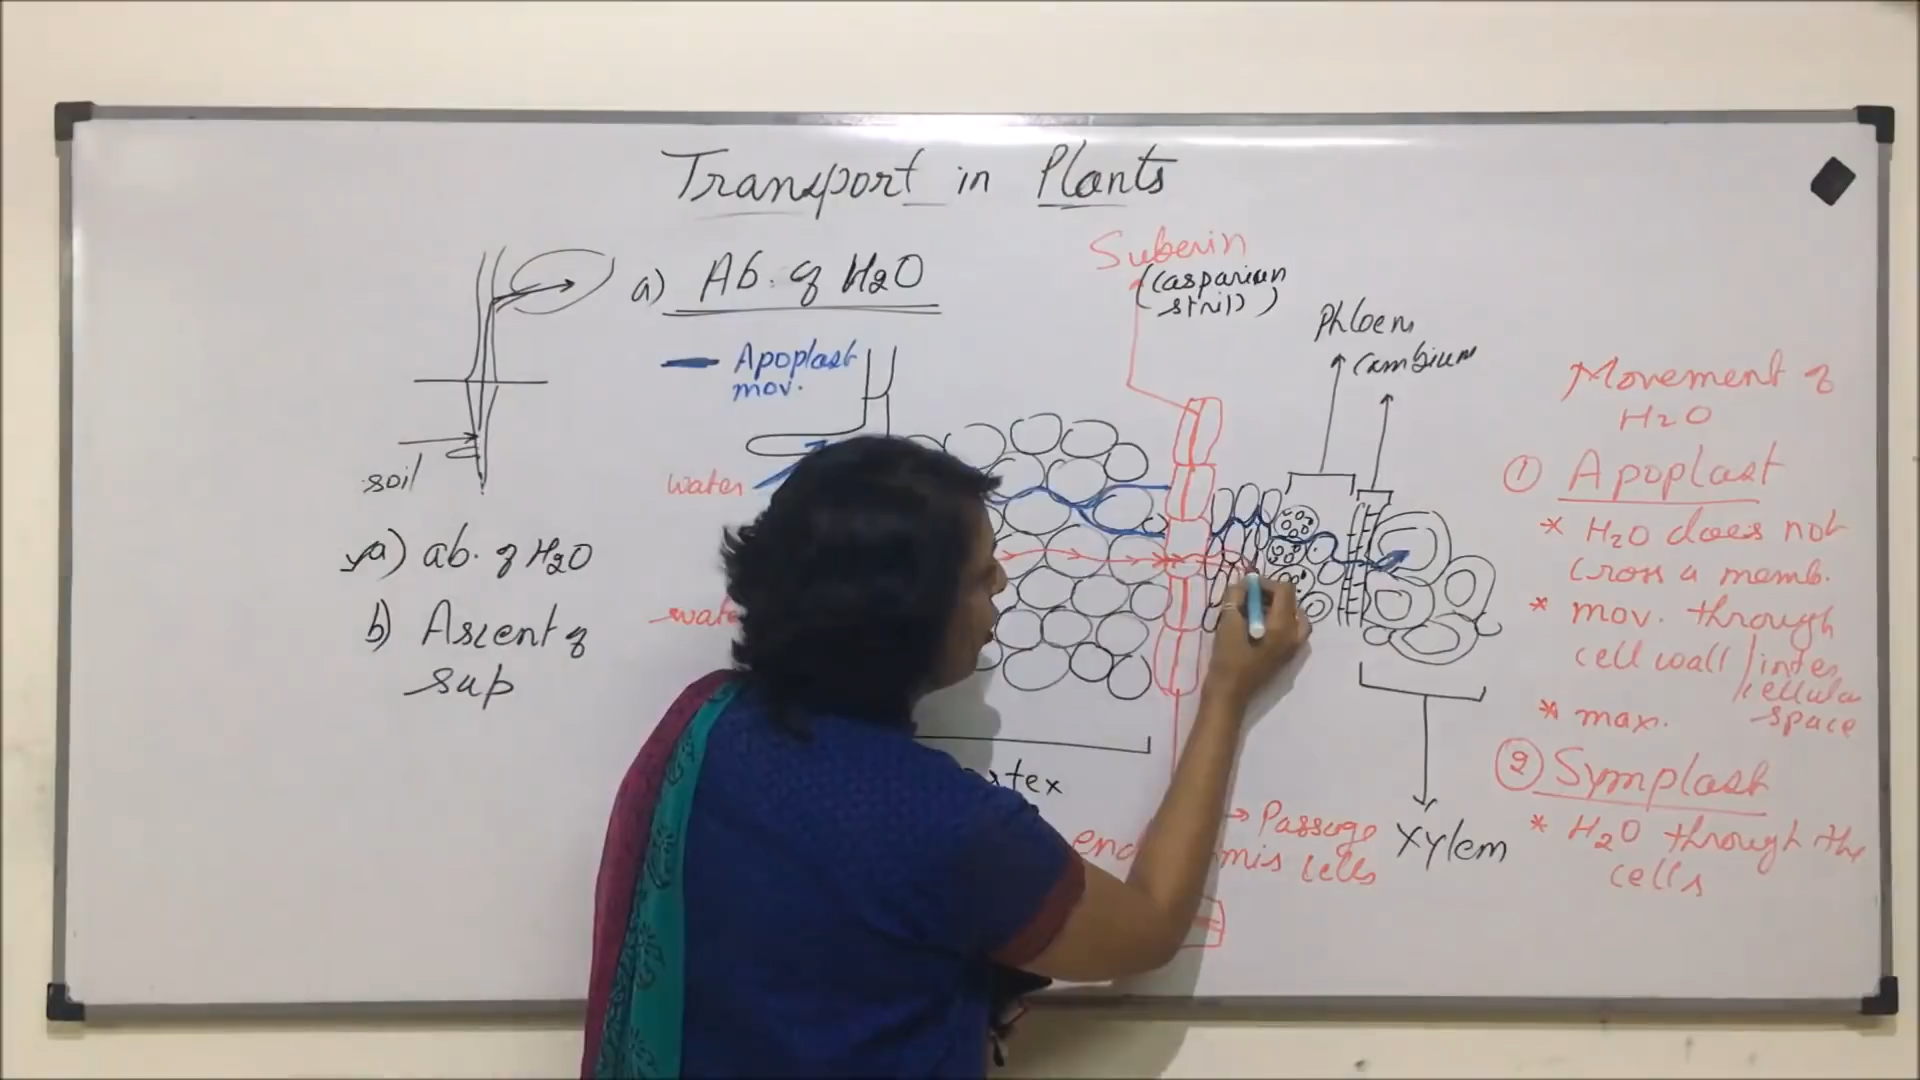 Transport in Plants
a) Ab. of H2O
Apoplast
mov.
water
soil
a) ab. of H2O
b) Ascent of
sap
Suberin
(casparian
strip)
Phloem
cambium
Xylem
→ Passage
cells
Movement of
H2O
① Apoplast
* H2O does not
cross a memb.
* mov. through
cell wall / inter
cellular
space
* max.
② Symplast
* H2O through the
cells